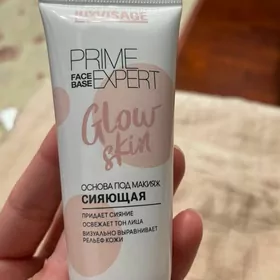 LUXVISAGE
PRIME
FACE
BASE EXPERT
Glow
skin
ОСНОВА ПОД МАКИЯЖ
СИЯЮЩАЯ
ПРИДАЕТ СИЯНИЕ
ОСВЕЖАЕТ ТОН ЛИЦА
ВИЗУАЛЬНО ВЫРАВНИВАЕТ
РЕЛЬЕФ КОЖИ